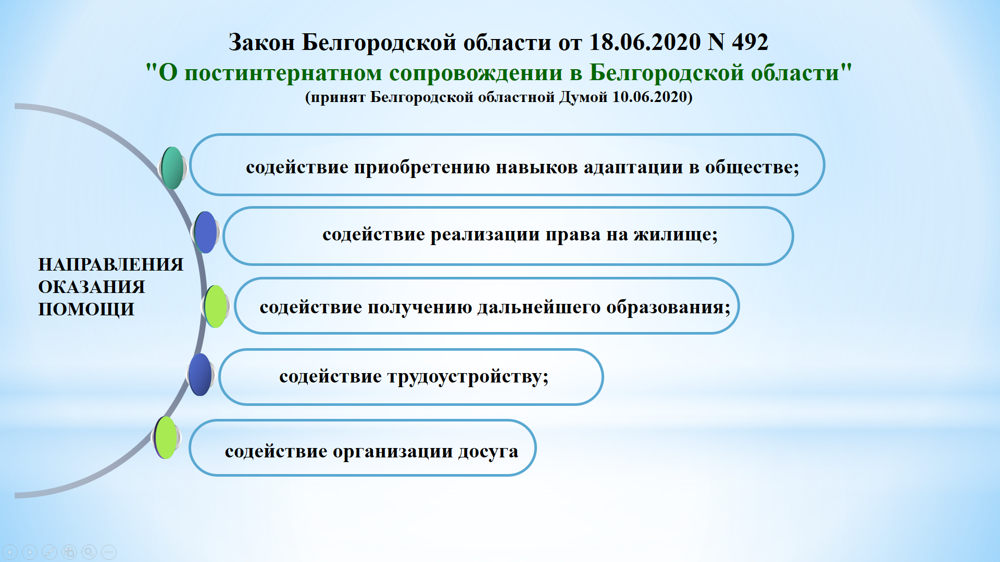 Закон Белгородской области от 18.06.2020 N 492
"О постинтернатном сопровождении в Белгородской области"
(принят Белгородской областной Думой 10.06.2020)
содействие приобретению навыков адаптации в обществе;
содействие реализации права на жилище;
НАПРАВЛЕНИЯ
ОКАЗАНИЯ
ПОМОЩИ
содействие получению дальнейшего образования;
содействие трудоустройству;
содействие организации досуга